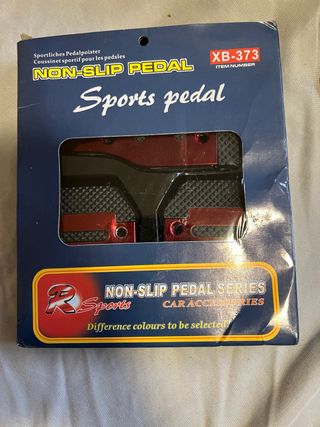 Sportliches Pedalpolster
Coussinet sportif pour les pedsles
NON-SLIP PEDAL
XB-373
ITEM NUMBER
Sports pedal
R
Sports
NON-SLIP PEDAL SERIES
CAR ACCESSORIES
Difference colours to be selected!